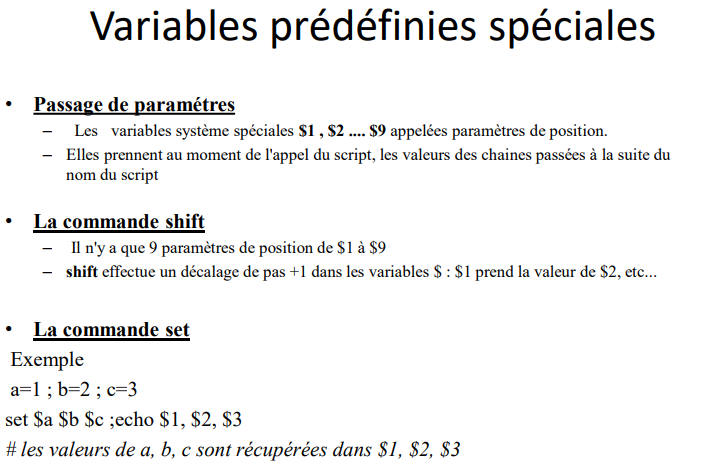 Variables prédéfinies spéciales
• Passage de paramétres
– Les variables système spéciales $1 , $2 .... $9 appelées paramètres de position.
– Elles prennent au moment de l'appel du script, les valeurs des chaines passées à la suite du
nom du script
• La commande shift
– Il n'y a que 9 paramètres de position de $1 à $9
– shift effectue un décalage de pas +1 dans les variables $ : $1 prend la valeur de $2, etc...
• La commande set
Exemple
a=1 ; b=2 ; c=3
set $a $b $c ;echo $1, $2, $3
# les valeurs de a, b, c sont récupérées dans $1, $2, $3